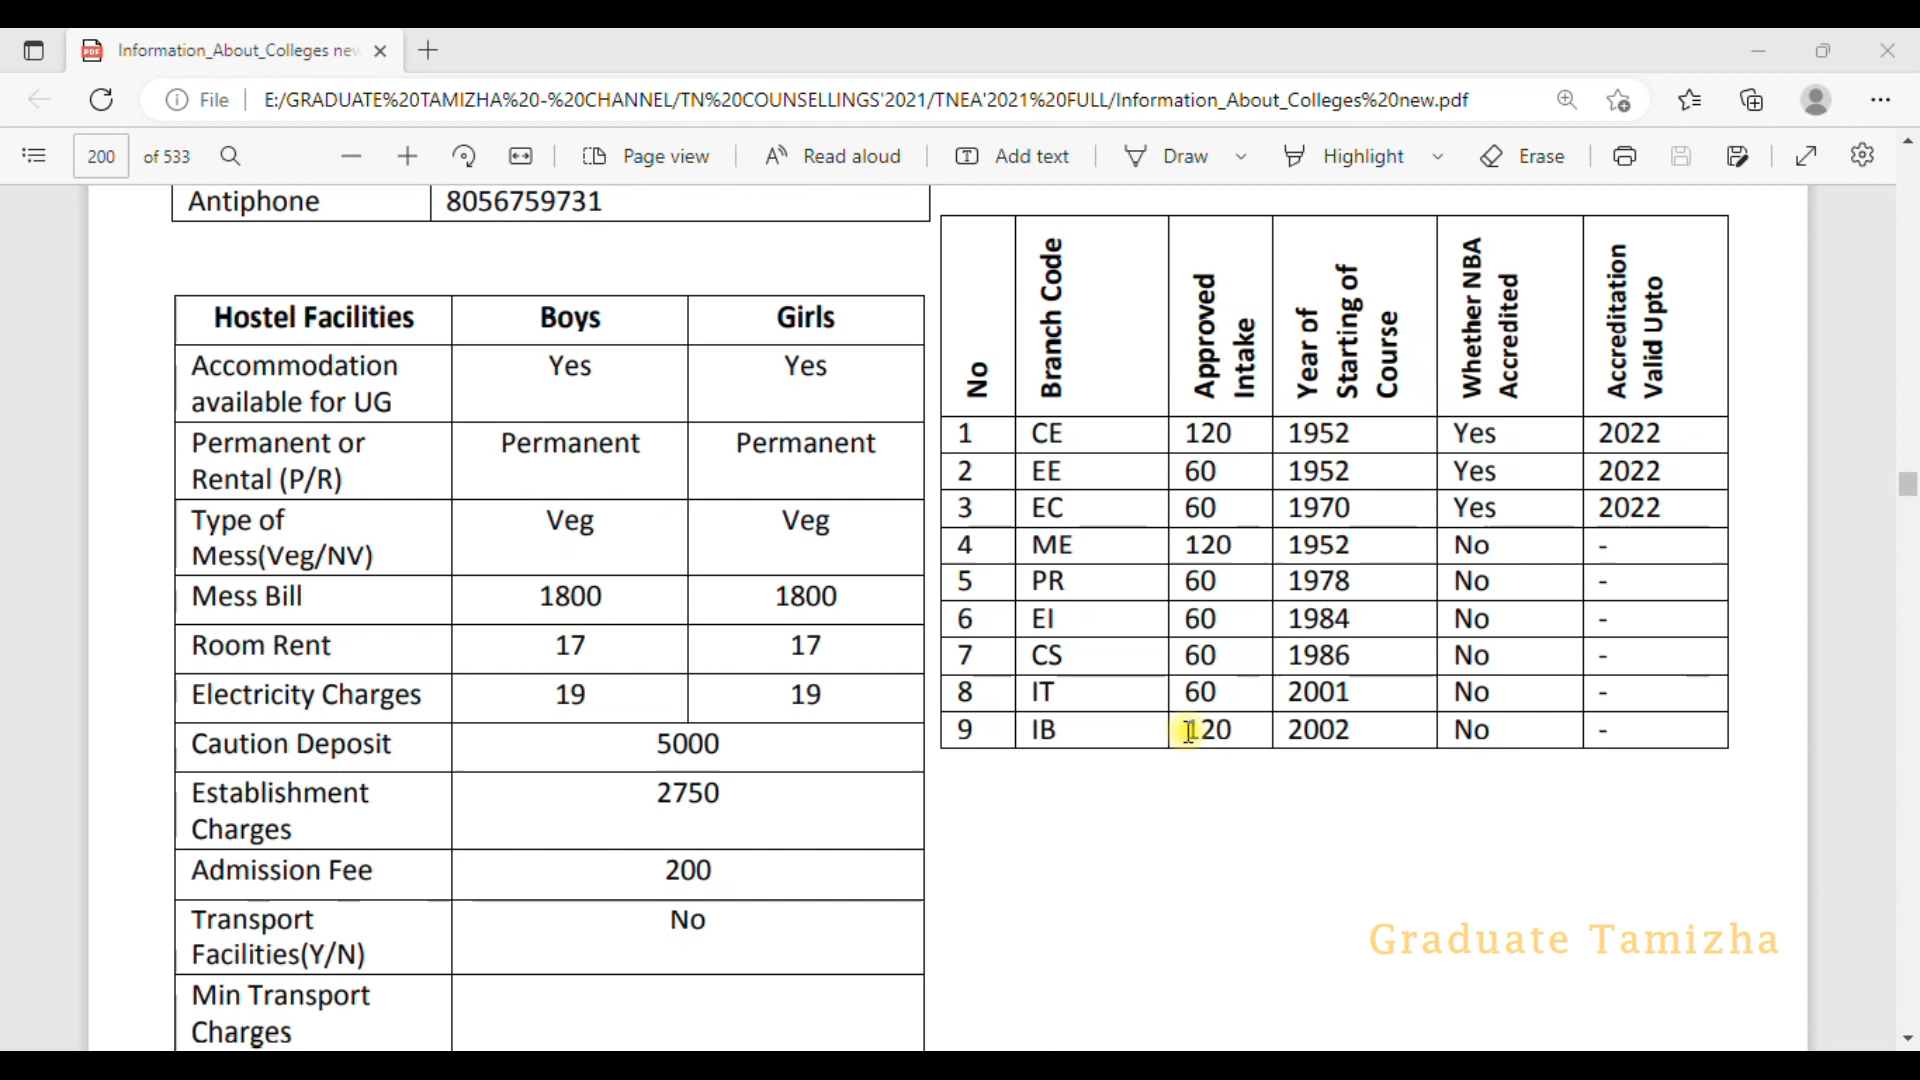 Information_About_Colleges new
File
E:/GRADUATE%20TAMIZHA%20-%20CHANNEL/TN%20COUNSELLINGS'2021/TNEA'2021%20FULL/Information_About_Colleges%20new.pdf
200 of 533
Page view
Read aloud
Add text
Draw
Highlight
Erase
Antiphone 8056759731
Hostel Facilities Boys Girls
Accommodation available for UG Yes Yes
Permanent or Rental (P/R) Permanent Permanent
Type of Mess(Veg/NV) Veg Veg
Mess Bill 1800 1800
Room Rent 17 17
Electricity Charges 19 19
Caution Deposit 5000
Establishment Charges 2750
Admission Fee 200
Transport Facilities(Y/N) No
Min Transport Charges
No Branch Code Approved Intake Year of Starting of Course Whether NBA Accredited Accreditation Valid Upto
1 CE 120 1952 Yes 2022
2 EE 60 1952 Yes 2022
3 EC 60 1970 Yes 2022
4 ME 120 1952 No -
5 PR 60 1978 No -
6 EI 60 1984 No -
7 CS 60 1986 No -
8 IT 60 2001 No -
9 IB 120 2002 No -
Graduate Tamizha